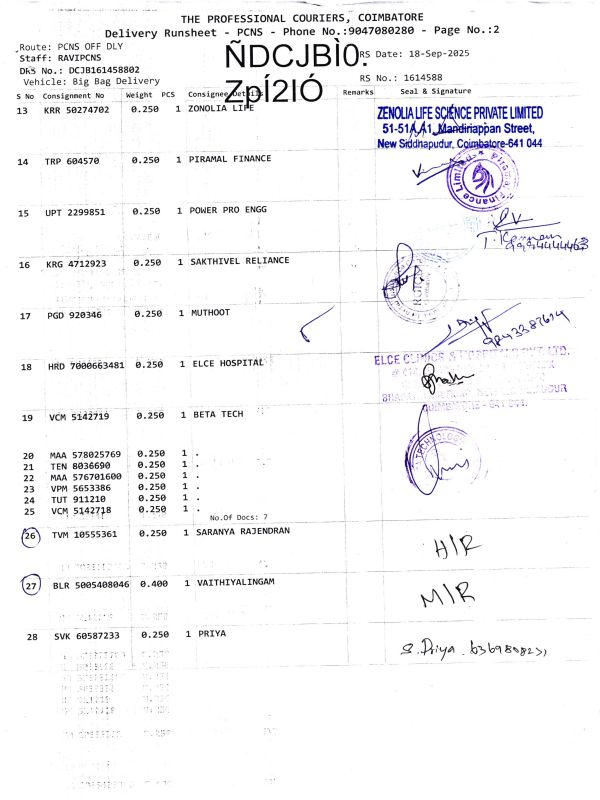 THE PROFESSIONAL COURIERS, COIMBATORE
Delivery Runsheet - PCNS - Phone No.:9047080280 - Page No.:2
Route: PCNS OFF DLY
ÑDCJBÌ0.
RS Date: 18-Sep-2025
Staff: RAVIPCNS
DRS No.: DCJB161458802
ZpÍ2IÓ
RS No.: 1614588
Vehicle: Big Bag Delivery
S No Consignment No Weight PCS Consignee Details Remarks Seal & Signature
13 KRR 50274702 0.250 1 ZONOLIA LIFE
ZENOLIA LIFE SCIENCE PRIVATE LIMITED
51-51A, A1, Mandiriappan Street,
New Siddhapudur, Coimbatore-641 044
14 TRP 604570 0.250 1 PIRAMAL FINANCE
Piramal Finance Limited
15 UPT 2299851 0.250 1 POWER PRO ENGG
16 KRG 4712923 0.250 1 SAKTHIVEL RELIANCE
17 PGD 920346 0.250 1 MUTHOOT
18 HRD 7000663481 0.250 1 ELCE HOSPITAL
19 VCM 5142719 0.250 1 BETA TECH
TECHNOLOGI
20 MAA 578025769 0.250 1 .
21 TEN 8036690 0.250 1 .
22 MAA 576701600 0.250 1 .
23 VPM 5653386 0.250 1 .
24 TUT 911210 0.250 1 .
25 VCM 5142718 0.250 1 .
No.Of Docs: 7
26 TVM 10555361 0.250 1 SARANYA RAJENDRAN
H/R
27 BLR 5005408046 0.400 1 VAITHIYALINGAM
M/R
28 SVK 60587233 0.250 1 PRIYA
S. Priya